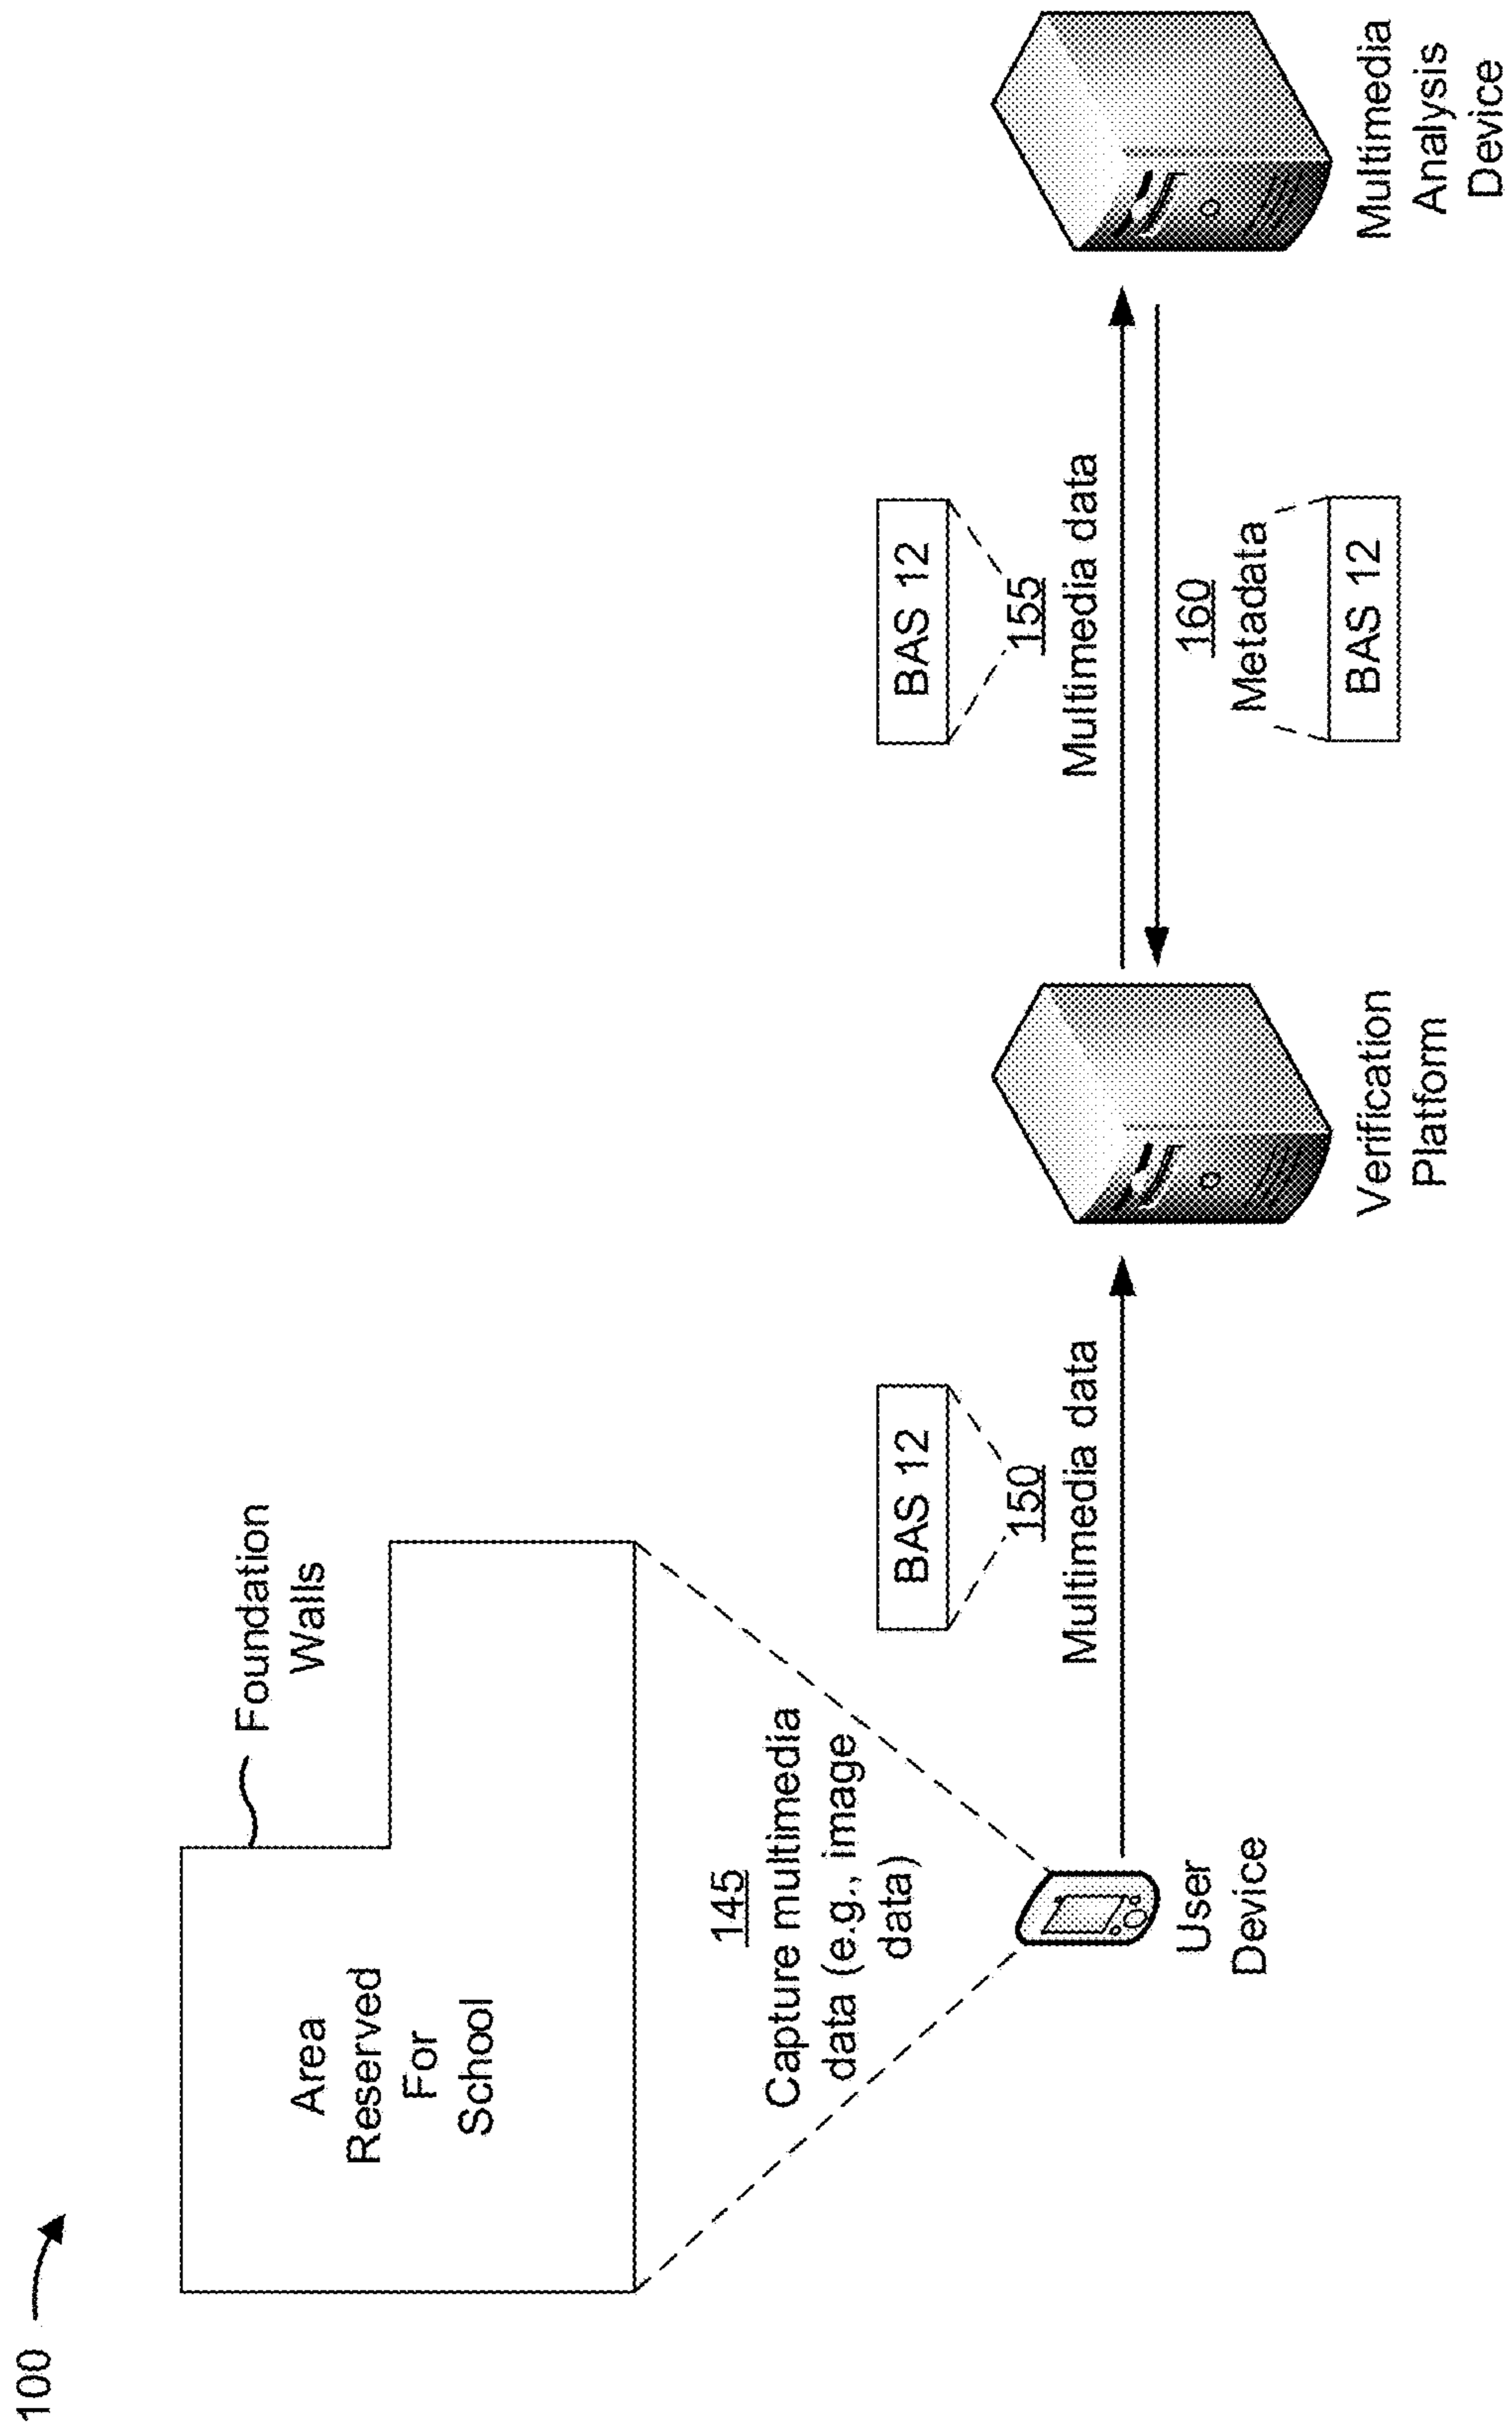 100
Foundation
Walls
Area
Reserved
For
School
145
Capture multimedia
data (e.g., image
data)
User
Device
BAS 12
150
Multimedia data
Verification
Platform
BAS 12
155
Multimedia data
160
Metadata
BAS 12
Multimedia
Analysis
Device